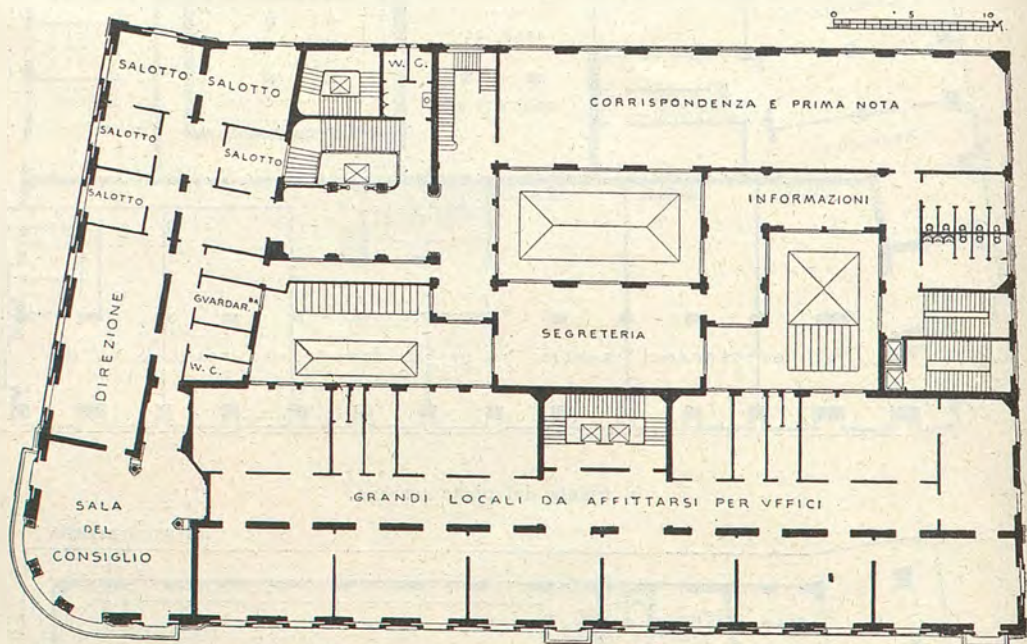 0 5 10 M
SALOTTO
SALOTTO
W. C.
CORRISPONDENZA E PRIMA NOTA
SALOTTO
SALOTTO
SALOTTO
INFORMAZIONI
GVARDAR.BA
DIREZIONE
SEGRETERIA
W. C.
GRANDI LOCALI DA AFFITTARSI PER VFFICI
SALA
DEL
CONSIGLIO